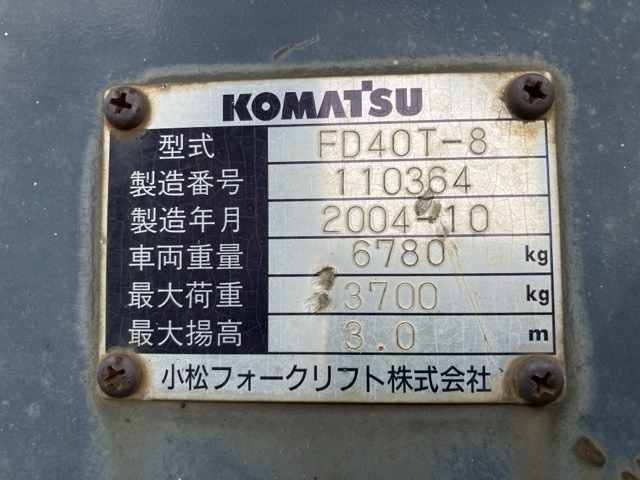 KOMATSU
型式 FD40T-8
製造番号 110364
製造年月 2004-10
車両重量 6780 kg
最大荷重 3700 kg
最大揚高 3.0 m
小松フォークリフト株式会社